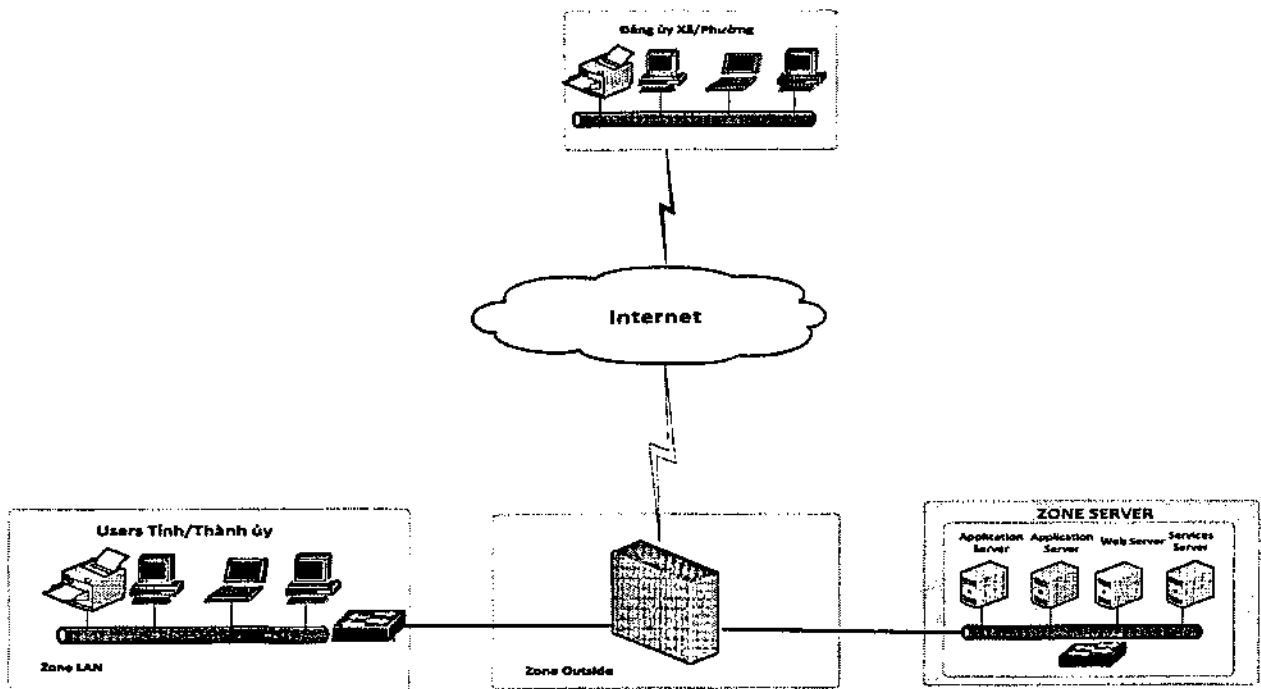 Đảng ủy Xã/Phường
Internet
Users Tỉnh/Thành ủy
Zone LAN
Zone Outside
ZONE SERVER
Application Server
Application Server
Web Server
Services Server